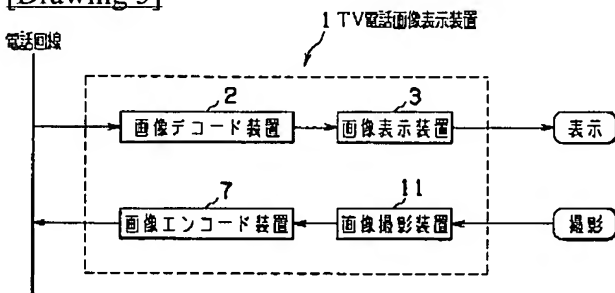 [Drawing 5]
1 TV電話画像表示装置
電話回線
2
3
画像デコード装置
画像表示装置
表示
7
11
画像エンコード装置
画像撮影装置
撮影